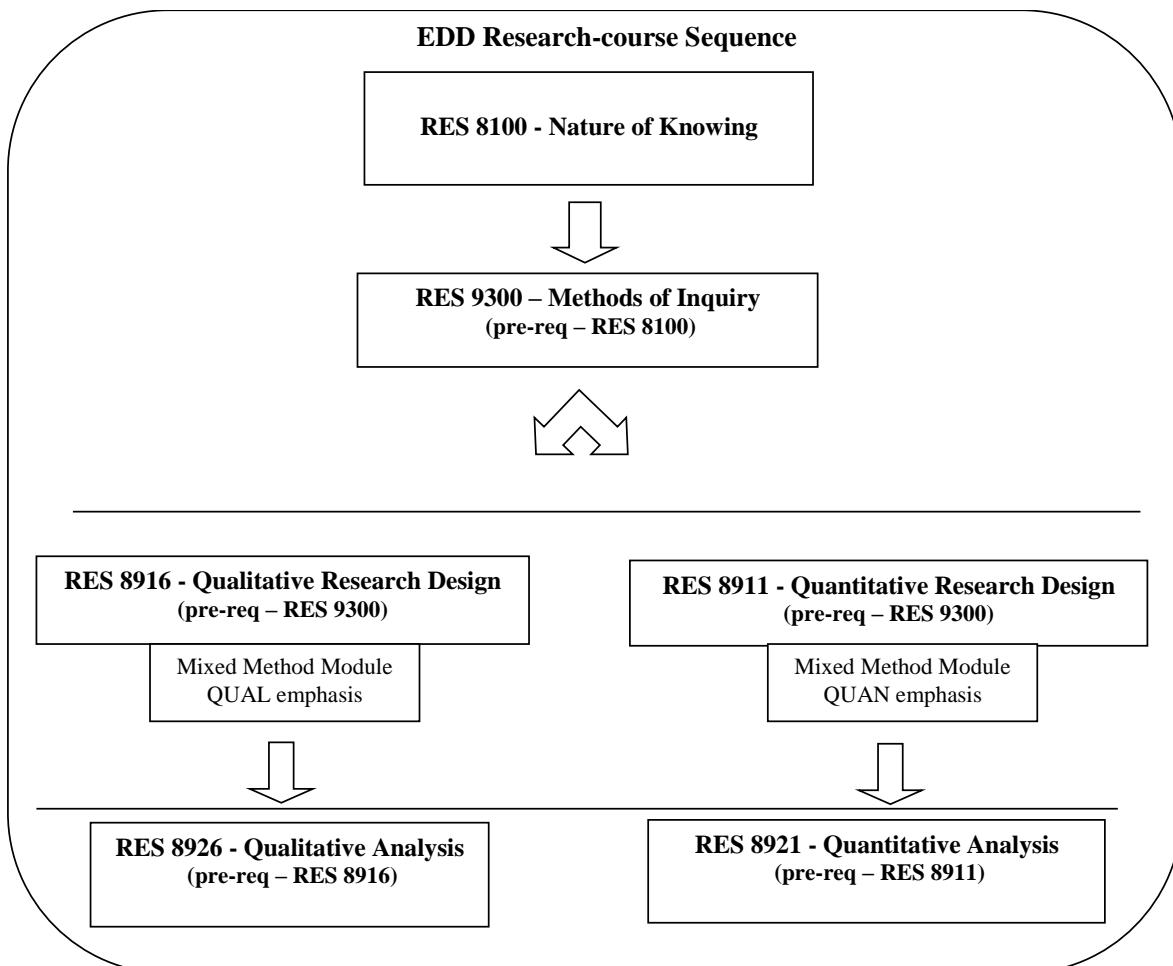 EDD Research-course Sequence
RES 8100 - Nature of Knowing
RES 9300 – Methods of Inquiry
(pre-req – RES 8100)
RES 8916 - Qualitative Research Design
(pre-req – RES 9300)
Mixed Method Module
QUAL emphasis
RES 8911 - Quantitative Research Design
(pre-req – RES 9300)
Mixed Method Module
QUAN emphasis
RES 8926 - Qualitative Analysis
(pre-req – RES 8916)
RES 8921 - Quantitative Analysis
(pre-req – RES 8911)